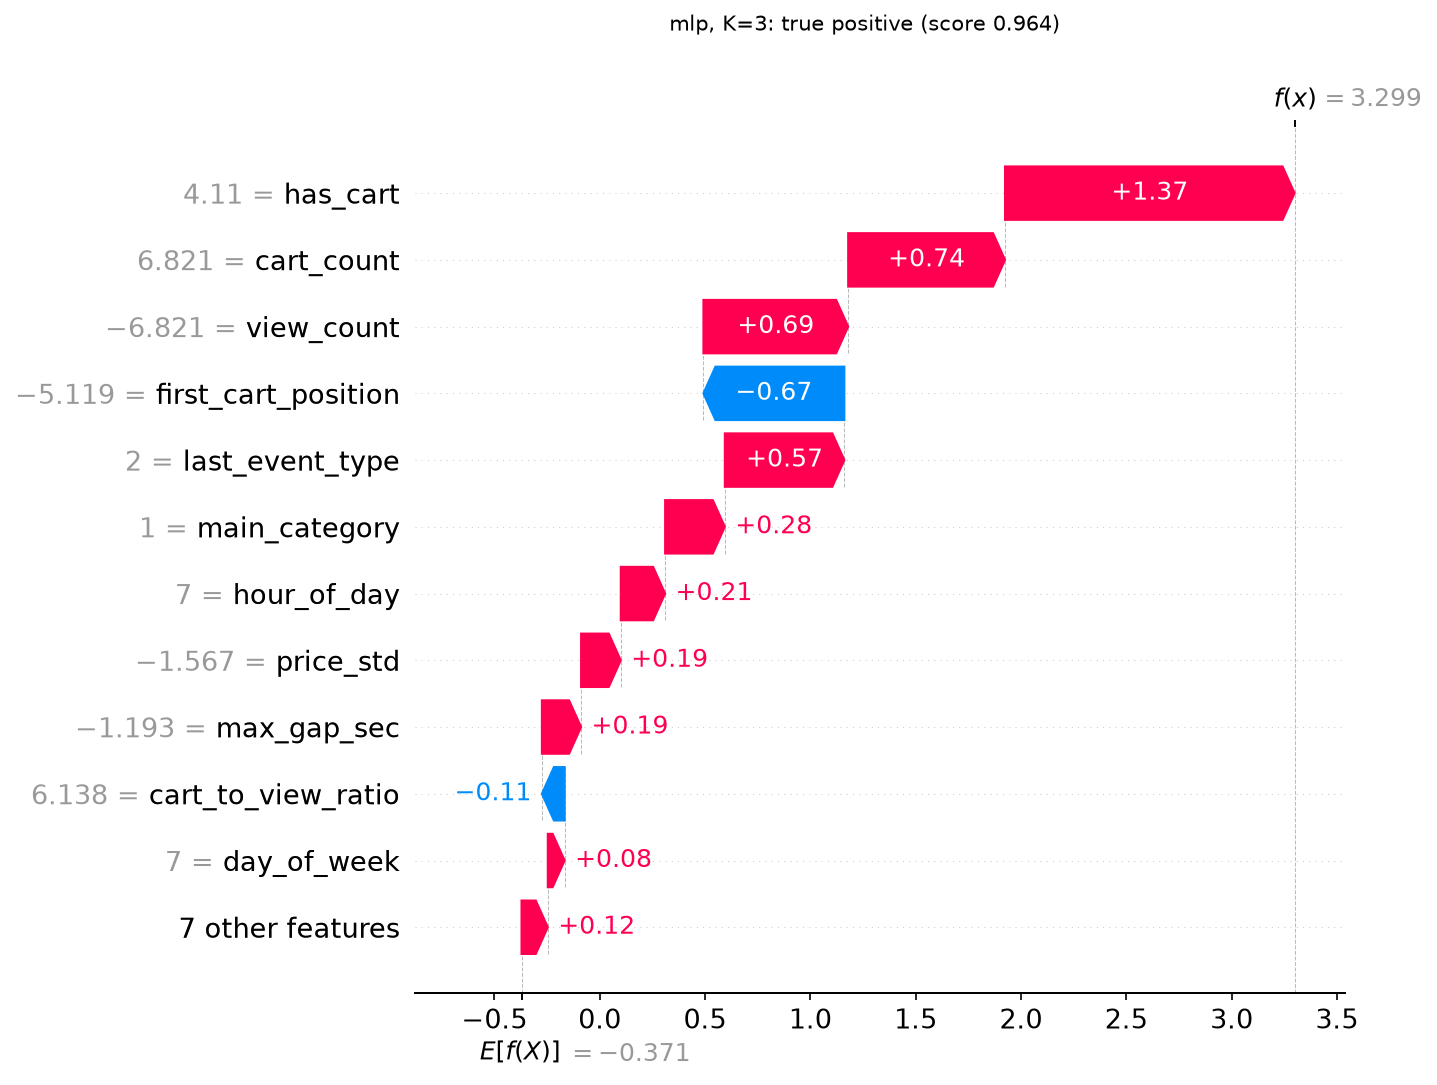 mlp, K=3: true positive (score 0.964)
f(x) = 3.299
4.11 = has_cart +1.37
6.821 = cart_count +0.74
−6.821 = view_count +0.69
−5.119 = first_cart_position −0.67
2 = last_event_type +0.57
1 = main_category +0.28
7 = hour_of_day +0.21
−1.567 = price_std +0.19
−1.193 = max_gap_sec +0.19
6.138 = cart_to_view_ratio −0.11
7 = day_of_week +0.08
7 other features +0.12
−0.5 0.0 0.5 1.0 1.5 2.0 2.5 3.0 3.5
E[f(X)] = −0.371